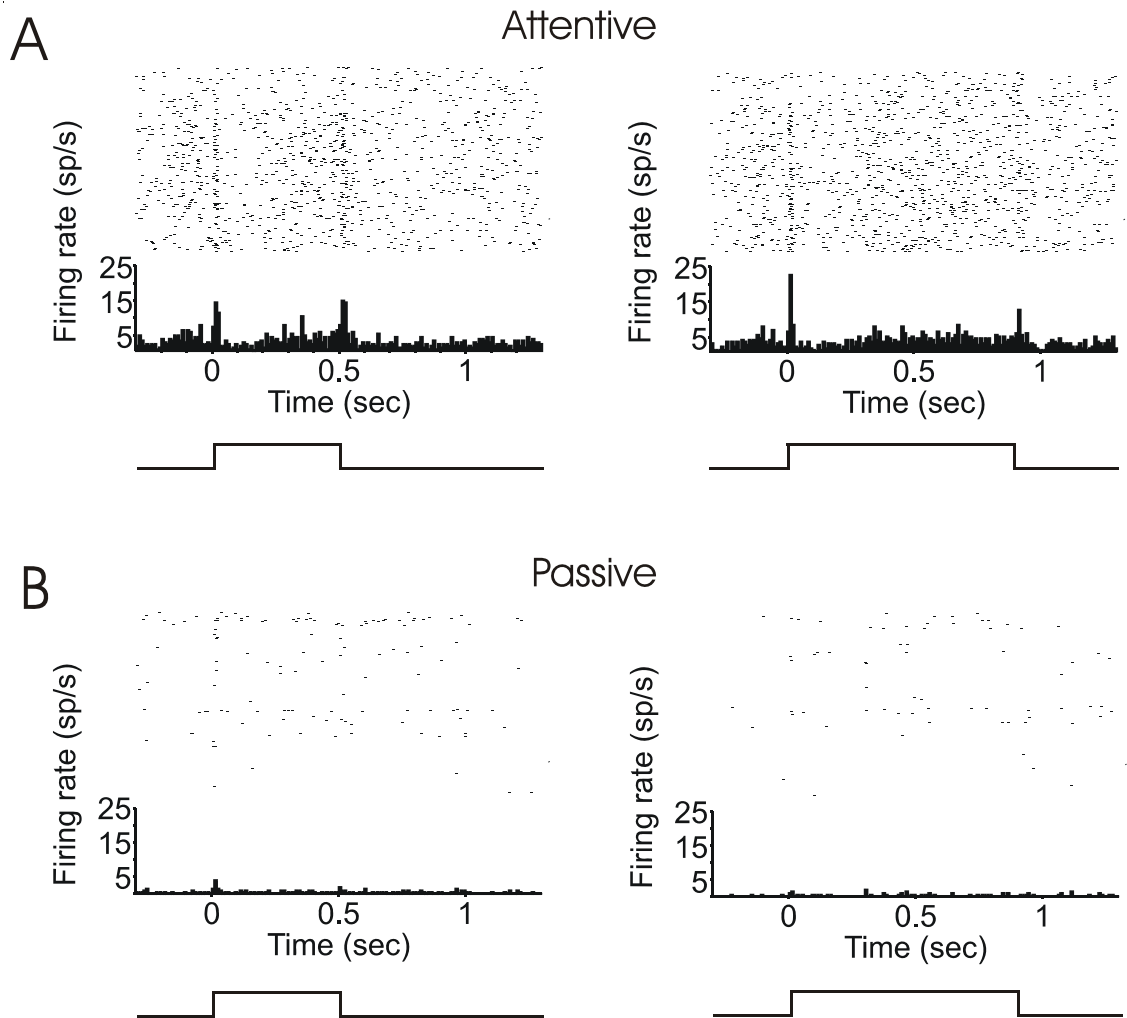 A
Attentive
Firing rate (sp/s)
25
15
5
0 0.5 1
Time (sec)
Firing rate (sp/s)
25
15
5
0 0.5 1
Time (sec)
B
Passive
Firing rate (sp/s)
25
15
5
0 0.5 1
Time (sec)
Firing rate (sp/s)
25
15
5
0 0.5 1
Time (sec)